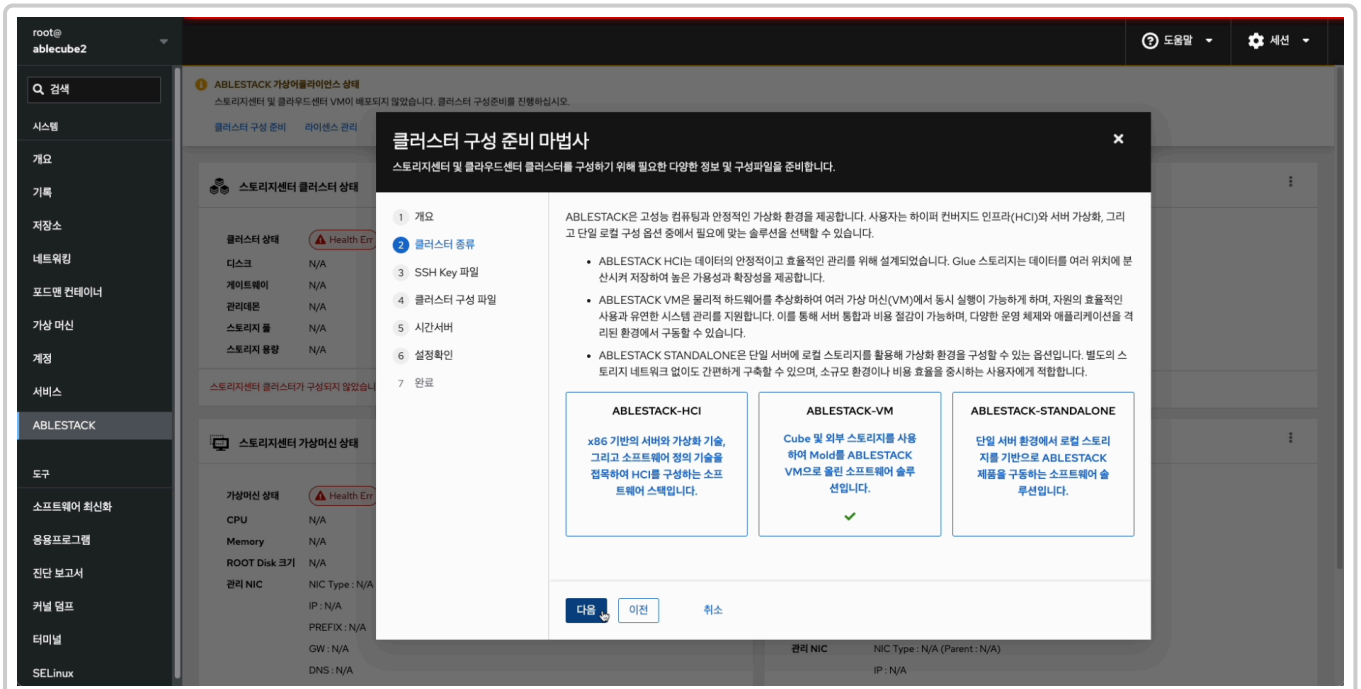 root@
ablecube2
도움말
세션
검색
시스템
개요
기록
저장소
네트워킹
포드맨 컨테이너
가상 머신
계정
서비스
ABLESTACK
도구
소프트웨어 최신화
응용프로그램
진단 보고서
커널 덤프
터미널
SELinux
ABLESTACK 가상어플라이언스 상태
스토리지센터 및 클라우드센터 VM이 배포되지 않았습니다. 클러스터 구성준비를 진행하십시오.
클러스터 구성 준비 라이센스 관리
스토리지센터 클러스터 상태
클러스터 상태 Health Err
디스크 N/A
게이트웨이 N/A
관리데몬 N/A
스토리지 풀 N/A
스토리지 용량 N/A
스토리지센터 클러스터가 구성되지 않았습니
스토리지센터 가상머신 상태
가상머신 상태 Health Err
CPU N/A
Memory N/A
ROOT Disk 크기 N/A
관리 NIC NIC Type : N/A
IP : N/A
PREFIX : N/A
GW : N/A
DNS : N/A
관리 NIC NIC Type : N/A (Parent : N/A)
IP : N/A
클러스터 구성 준비 마법사
스토리지센터 및 클라우드센터 클러스터를 구성하기 위해 필요한 다양한 정보 및 구성파일을 준비합니다.
1 개요
2 클러스터 종류
3 SSH Key 파일
4 클러스터 구성 파일
5 시간서버
6 설정확인
7 완료
ABLESTACK은 고성능 컴퓨팅과 안정적인 가상화 환경을 제공합니다. 사용자는 하이퍼 컨버지드 인프라(HCI)와 서버 가상화, 그리
고 단일 로컬 구성 옵션 중에서 필요에 맞는 솔루션을 선택할 수 있습니다.
• ABLESTACK HCI는 데이터의 안정적이고 효율적인 관리를 위해 설계되었습니다. Glue 스토리지는 데이터를 여러 위치에 분
산시켜 저장하여 높은 가용성과 확장성을 제공합니다.
• ABLESTACK VM은 물리적 하드웨어를 추상화하여 여러 가상 머신(VM)에서 동시 실행이 가능하게 하며, 자원의 효율적인
사용과 유연한 시스템 관리를 지원합니다. 이를 통해 서버 통합과 비용 절감이 가능하며, 다양한 운영 체제와 애플리케이션을 격
리된 환경에서 구동할 수 있습니다.
• ABLESTACK STANDALONE은 단일 서버에 로컬 스토리지를 활용해 가상화 환경을 구성할 수 있는 옵션입니다. 별도의 스
토리지 네트워크 없이도 간편하게 구축할 수 있으며, 소규모 환경이나 비용 효율을 중시하는 사용자에게 적합합니다.
ABLESTACK-HCI
x86 기반의 서버와 가상화 기술,
그리고 소프트웨어 정의 기술을
접목하여 HCI를 구성하는 소프
트웨어 스택입니다.
ABLESTACK-VM
Cube 및 외부 스토리지를 사용
하여 Mold를 ABLESTACK
VM으로 올린 소프트웨어 솔루
션입니다.
ABLESTACK-STANDALONE
단일 서버 환경에서 로컬 스토리
지를 기반으로 ABLESTACK
제품을 구동하는 소프트웨어 솔
루션입니다.
다음 이전 취소